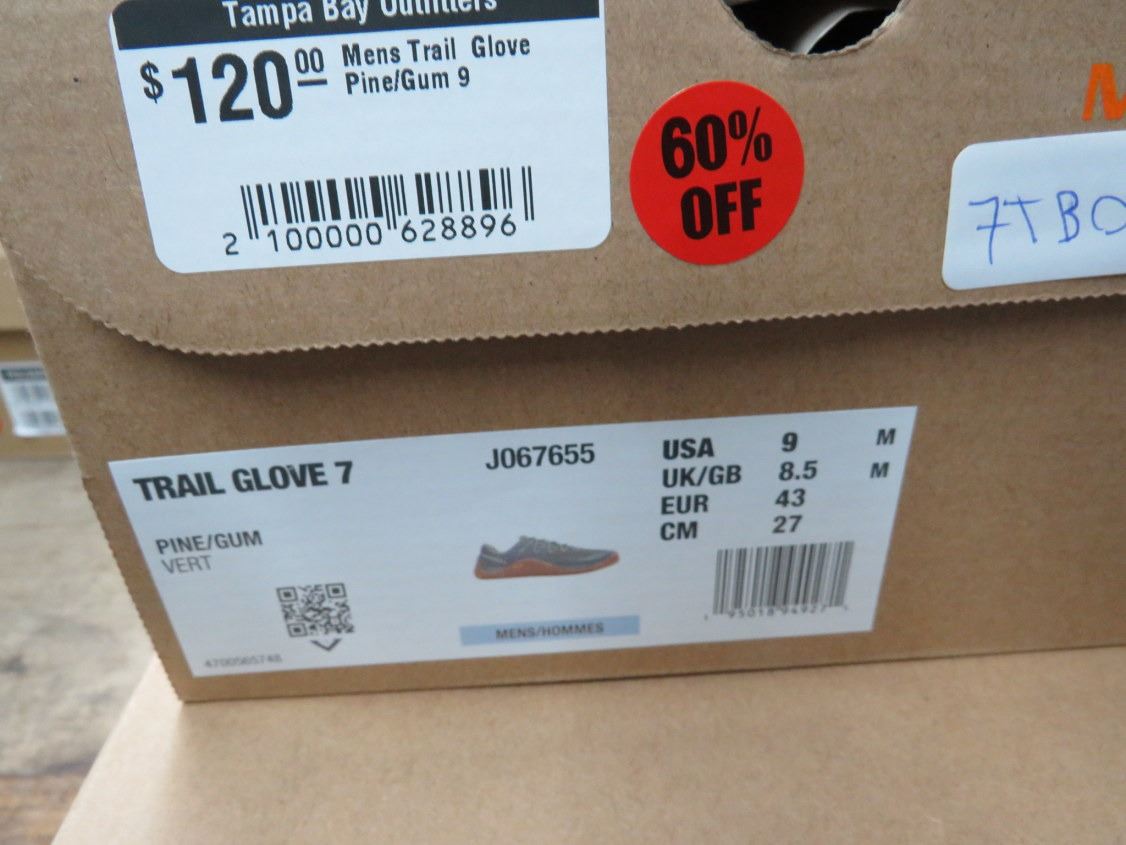 Tampa Bay Outfitters
$120.00 Mens Trail Glove
Pine/Gum 9
2 100000 628896
60%
OFF
M
7TBO
TRAIL GLOVE 7
J067655
USA 9 M
UK/GB 8.5 M
EUR 43
CM 27
PINE/GUM
VERT
MENS/HOMMES
4700565748